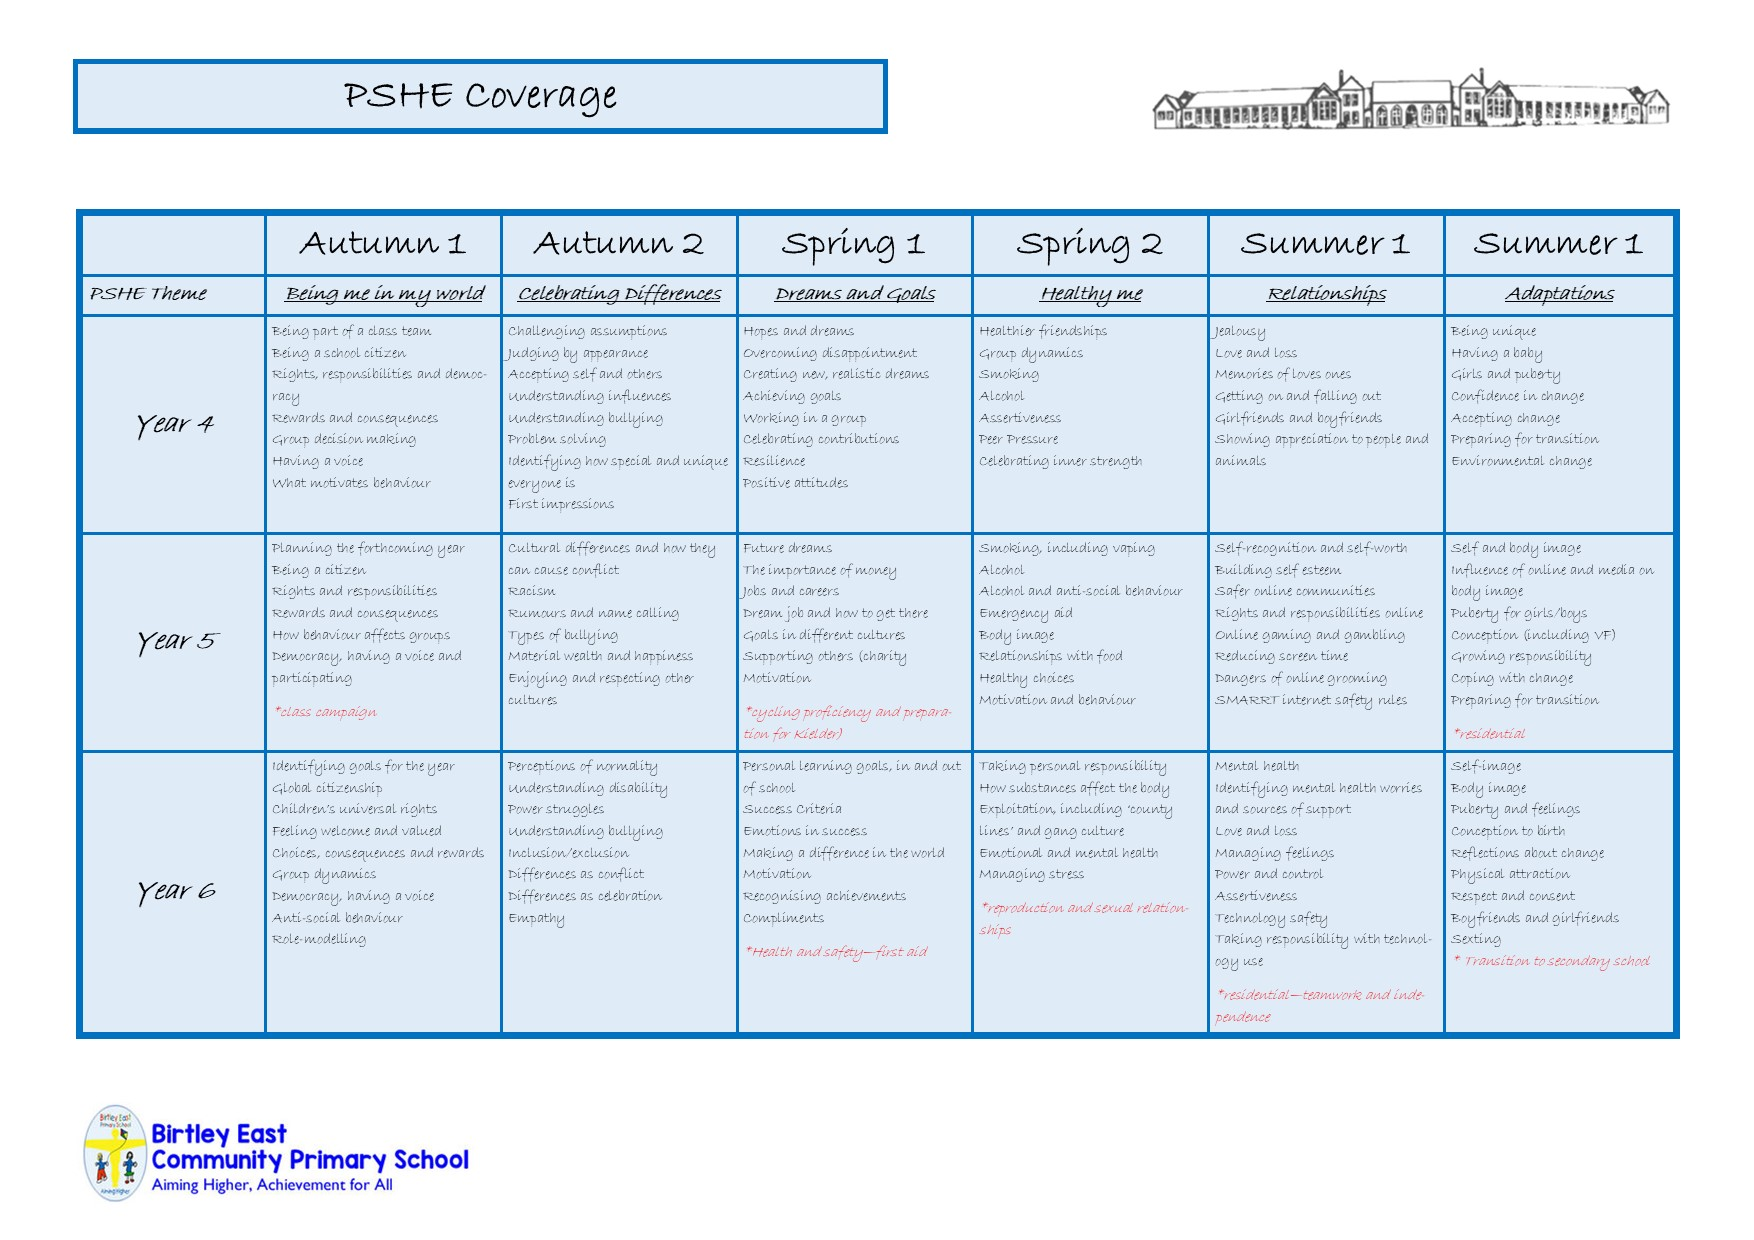 PSHE Coverage
Autumn 1
Autumn 2
Spring 1
Spring 2
Summer 1
Summer 1
PSHE Theme
Being me in my world
Celebrating Differences
Dreams and Goals
Healthy me
Relationships
Adaptations
Year 4
Being part of a class team
Being a school citizen
Rights, responsibilities and democ-
racy
Rewards and consequences
Group decision making
Having a voice
What motivates behaviour
Challenging assumptions
Judging by appearance
Accepting self and others
Understanding influences
Understanding bullying
Problem solving
Identifying how special and unique
everyone is
First impressions
Hopes and dreams
Overcoming disappointment
Creating new, realistic dreams
Achieving goals
Working in a group
Celebrating contributions
Resilience
Positive attitudes
Healthier friendships
Group dynamics
Smoking
Alcohol
Assertiveness
Peer Pressure
Celebrating inner strength
Jealousy
Love and loss
Memories of loves ones
Getting on and falling out
Girlfriends and boyfriends
Showing appreciation to people and
animals
Being unique
Having a baby
Girls and puberty
Confidence in change
Accepting change
Preparing for transition
Environmental change
Year 5
Planning the forthcoming year
Being a citizen
Rights and responsibilities
Rewards and consequences
How behaviour affects groups
Democracy, having a voice and
participating
*class campaign
Cultural differences and how they
can cause conflict
Racism
Rumours and name calling
Types of bullying
Material wealth and happiness
Enjoying and respecting other
cultures
Future dreams
The importance of money
Jobs and careers
Dream job and how to get there
Goals in different cultures
Supporting others (charity
Motivation
*cycling proficiency and prepara-
tion for Kielder)
Smoking, including vaping
Alcohol
Alcohol and anti-social behaviour
Emergency aid
Body image
Relationships with food
Healthy choices
Motivation and behaviour
Self-recognition and self-worth
Building self esteem
Safer online communities
Rights and responsibilities online
Online gaming and gambling
Reducing screen time
Dangers of online grooming
SMARRT internet safety rules
Self and body image
Influence of online and media on
body image
Puberty for girls/boys
Conception (including VF)
Growing responsibility
Coping with change
Preparing for transition
*residential
Year 6
Identifying goals for the year
Global citizenship
Children's universal rights
Feeling welcome and valued
Choices, consequences and rewards
Group dynamics
Democracy, having a voice
Anti-social behaviour
Role-modelling
Perceptions of normality
Understanding disability
Power struggles
Understanding bullying
Inclusion/exclusion
Differences as conflict
Differences as celebration
Empathy
Personal learning goals, in and out
of school
Success Criteria
Emotions in success
Making a difference in the world
Motivation
Recognising achievements
Compliments
*Health and safety—first aid
Taking personal responsibility
How substances affect the body
Exploitation, including 'county
lines' and gang culture
Emotional and mental health
Managing stress
*reproduction and sexual relation-
ships
Mental health
Identifying mental health worries
and sources of support
Love and loss
Managing feelings
Power and control
Assertiveness
Technology safety
Taking responsibility with technol-
ogy use
*residential—teamwork and inde-
pendence
Self-image
Body image
Puberty and feelings
Conception to birth
Reflections about change
Physical attraction
Respect and consent
Boyfriends and girlfriends
Sexting
* Transition to secondary school
Birtley East
Primary School
Aiming Higher
Birtley East
Community Primary School
Aiming Higher, Achievement for All